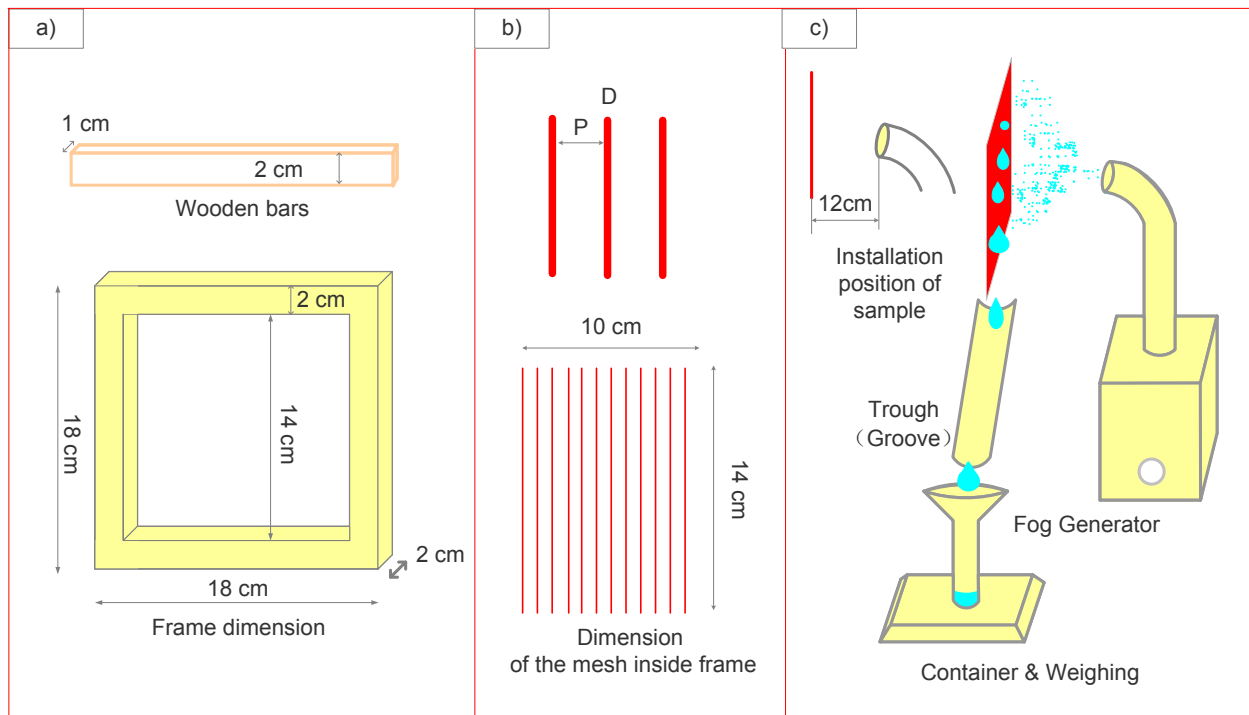 a)
1 cm
2 cm
Wooden bars
2 cm
18 cm
14 cm
2 cm
18 cm
Frame dimension
b)
D
P
10 cm
14 cm
Dimension
of the mesh inside frame
c)
12cm
Installation
position of
sample
Trough
（Groove）
Fog Generator
Container & Weighing